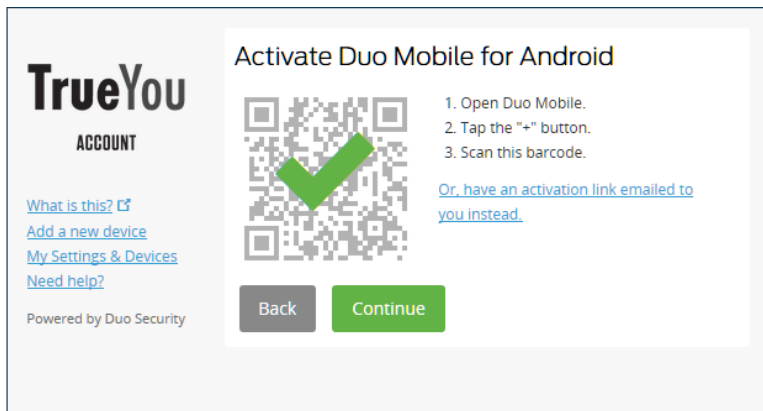 TrueYou
ACCOUNT
What is this?
Add a new device
My Settings & Devices
Need help?
Powered by Duo Security
Activate Duo Mobile for Android
1. Open Duo Mobile.
2. Tap the "+" button.
3. Scan this barcode.
Or, have an activation link emailed to
you instead.
Back
Continue